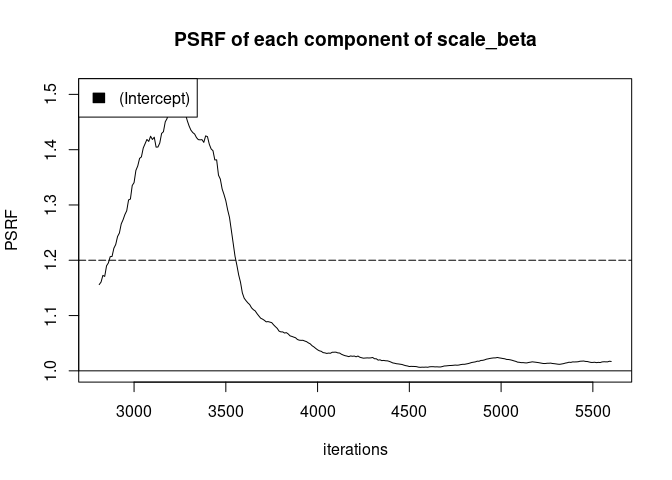 PSRF of each component of scale_beta
(Intercept)
PSRF
1.5
1.4
1.3
1.2
1.1
1.0
3000 3500 4000 4500 5000 5500
iterations